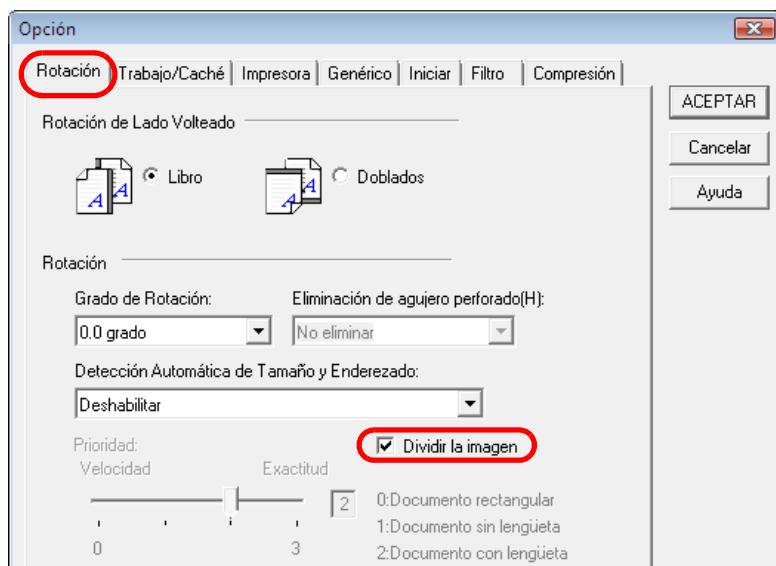 Opción
Rotación Trabajo/Caché Impresora Genérico Iniciar Filtro Compresión
ACEPTAR
Cancelar
Ayuda
Rotación de Lado Volteado
A A Libro
A Doblados
Rotación
Grado de Rotación: Eliminación de agujero perforado(H):
0.0 grado No eliminar
Detección Automática de Tamaño y Enderezado:
Deshabilitar
Prioridad: Dividir la imagen
Velocidad Exactitud
2 0:Documento rectangular
1:Documento sin lengüeta
0 3 2:Documento con lengüeta